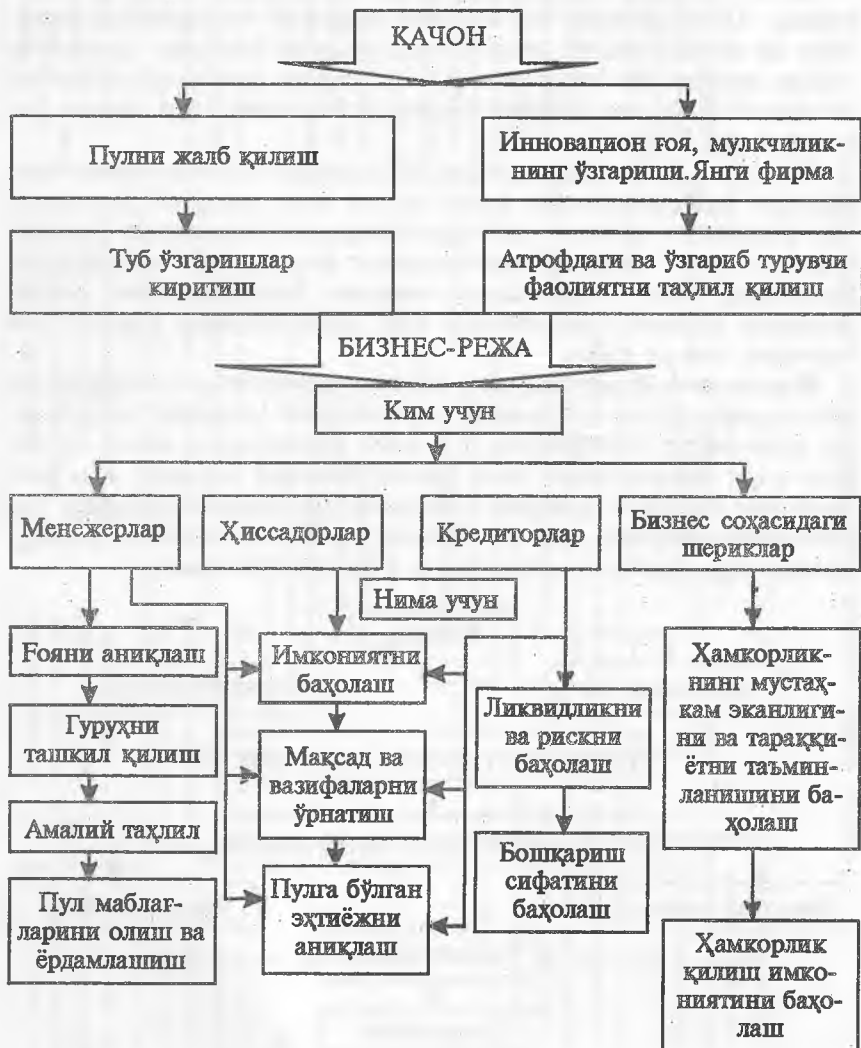 ҚАЧОН
Пулни жалб қилиш
Инновацион ғоя, мулкчилик-
нинг ўзгариши.Янги фирма
Туб ўзгаришлар
киритиш
Атрофдаги ва ўзгариб турувчи
фаолиятни таҳлил қилиш
БИЗНЕС-РЕЖА
Ким учун
Менежерлар
Ҳиссадорлар
Кредиторлар
Бизнес соҳасидаги
шериклар
Нима учун
Ғояни аниқлаш
Гуруҳни
ташкил қилиш
Амалий таҳлил
Пул маблағ-
ларини олиш ва
ёрдамлашиш
Имкониятни
баҳолаш
Мақсад ва
вазифаларни
ўрнатиш
Пулга бўлган
эҳтиёжни
аниқлаш
Ликвидликни
ва рискни
баҳолаш
Бошқариш
сифатини
баҳолаш
Ҳамкорлик-
нинг мустаҳ-
кам эканлиги-
ни ва тараққи-
ётни таъмин-
ланишини ба-
ҳолаш
Ҳамкорлик
қилиш имко-
ниятини баҳо-
лаш